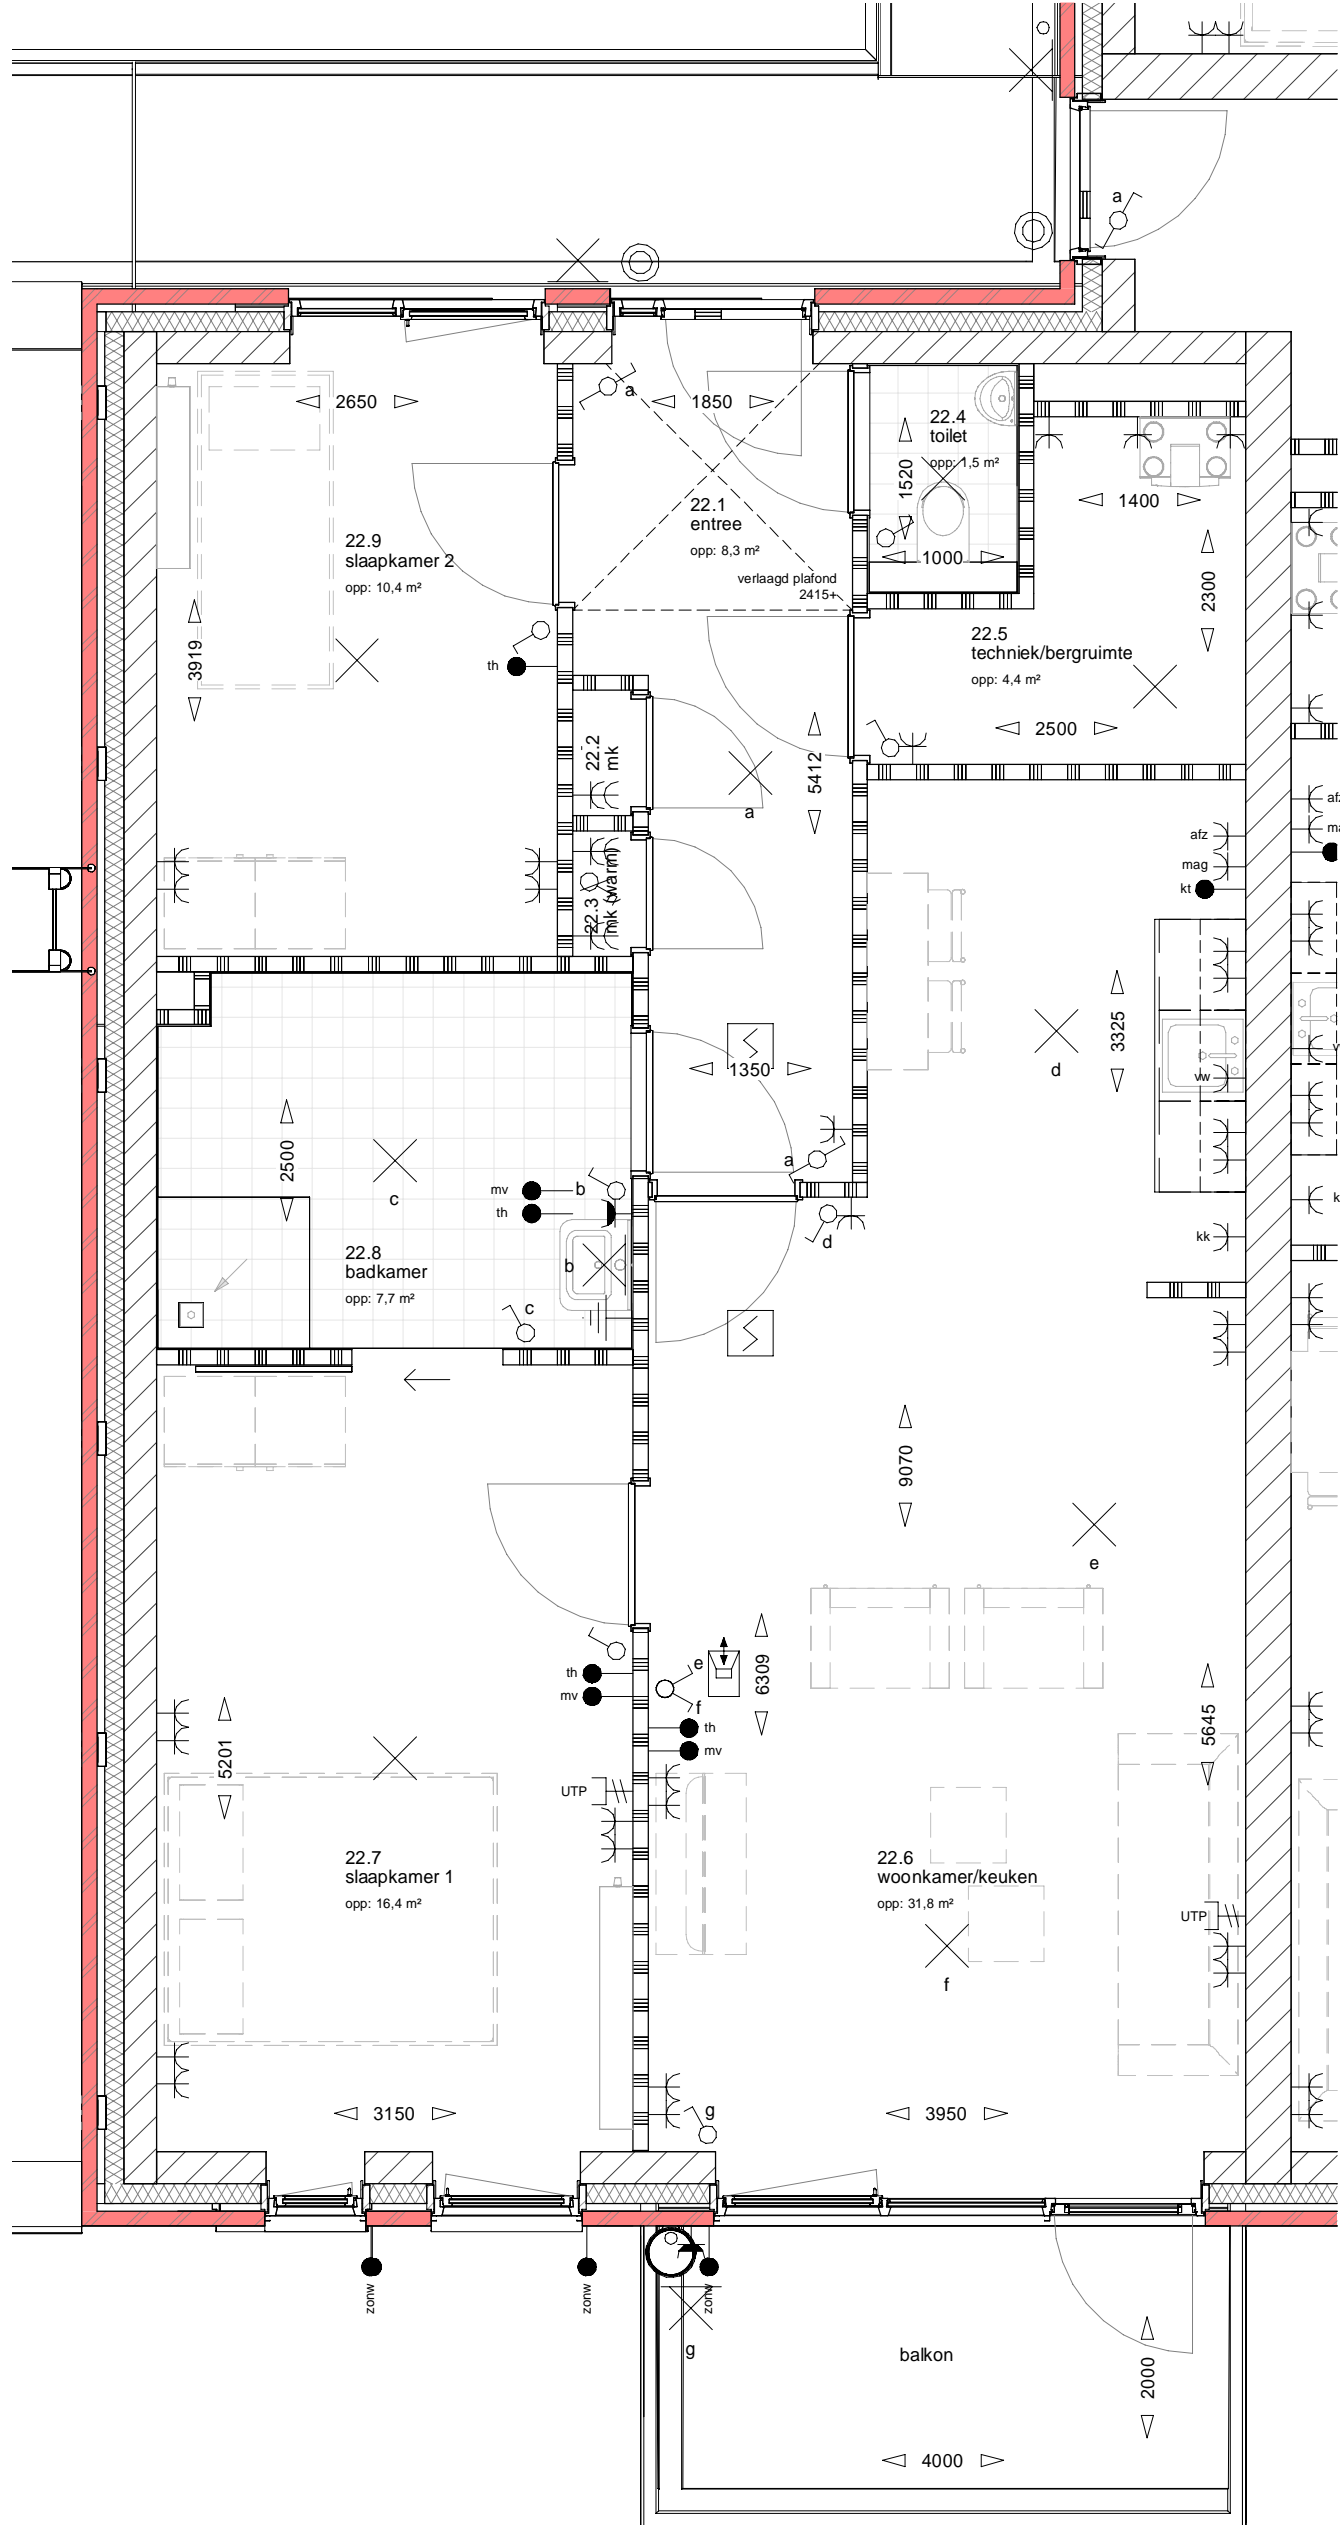 a
a
2650
1850
22.4
toilet
opp: 1,5 m²
1520
1400
22.1
entree
opp: 8,3 m²
22.9
slaapkamer 2
opp: 10,4 m²
1000
verlaagd plafond
2415+
2300
3919
22.5
techniek/bergruimte
opp: 4,4 m²
th
2500
22.2
mk
5412
a
afz
afz
mag
ma
kt
22.3
mk (warm)
3325
d
1350
vw
v
2500
a
c
mv
b
th
k
d
kk
22.8
badkamer
opp: 7,7 m²
b
c
9070
e
th
mv
e
f
6309
5645
th
mv
5201
UTP
22.7
slaapkamer 1
opp: 16,4 m²
22.6
woonkamer/keuken
opp: 31,8 m²
UTP
f
3150
g
3950
zonw
zonw
zonw
g
balkon
2000
4000